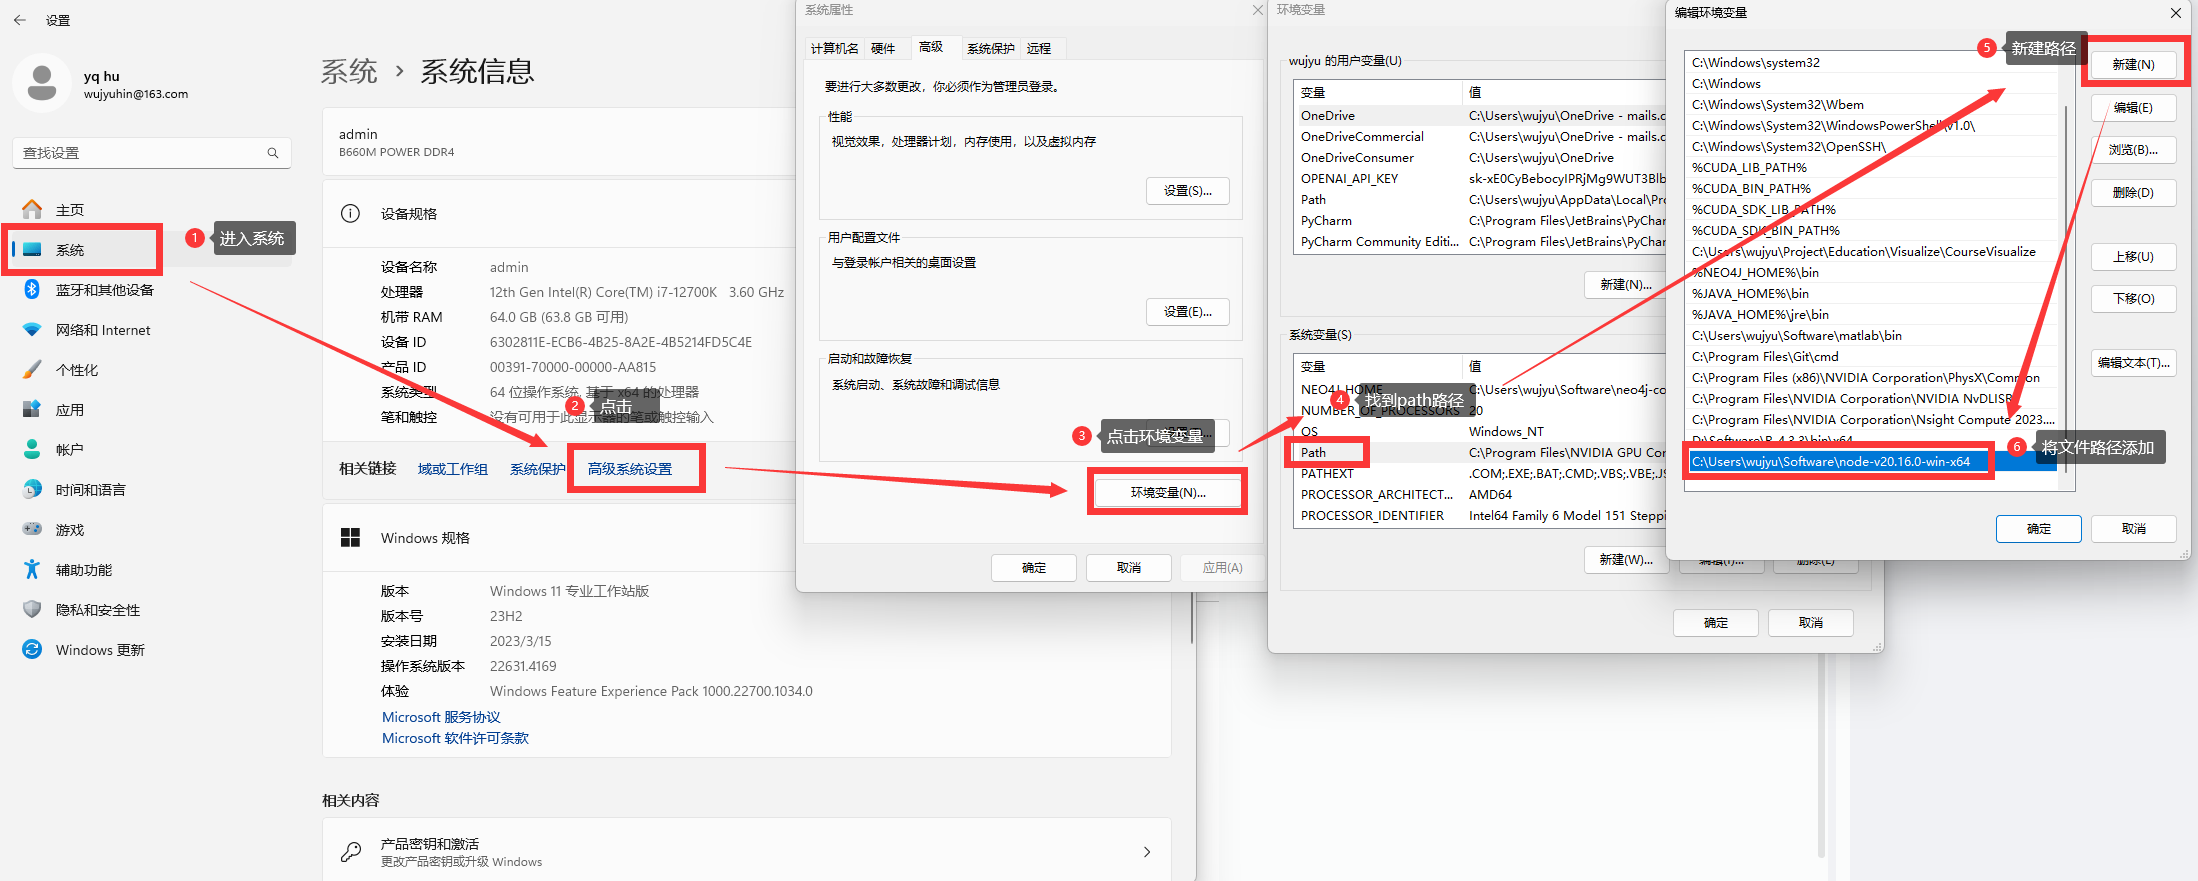 设置
yq hu
wujyuhin@163.com
查找设置
主页
系统
1 进入系统
蓝牙和其他设备
网络和 Internet
个性化
应用
帐户
时间和语言
游戏
辅助功能
隐私和安全性
Windows 更新
系统 › 系统信息
admin
B660M POWER DDR4
设备规格
设备名称 admin
处理器 12th Gen Intel(R) Core(TM) i7-12700K 3.60 GHz
机带 RAM 64.0 GB (63.8 GB 可用)
设备 ID 6302811E-ECB6-4B25-8A2E-4B5214FD5C4E
产品 ID 00391-70000-00000-AA815
系统类型 64 位操作系统, 基于 x64 的处理器
笔和触控 没有可用于此显示器的笔或触控输入
2 点击
相关链接 域或工作组 系统保护 高级系统设置
Windows 规格
版本 Windows 11 专业工作站版
版本号 23H2
安装日期 2023/3/15
操作系统版本 22631.4169
体验 Windows Feature Experience Pack 1000.22700.1034.0
Microsoft 服务协议
Microsoft 软件许可条款
相关内容
产品密钥和激活
更改产品密钥或升级 Windows
系统属性
计算机名 硬件 高级 系统保护 远程
要进行大多数更改，你必须作为管理员登录。
性能
视觉效果，处理器计划，内存使用，以及虚拟内存
设置(S)...
用户配置文件
与登录帐户相关的桌面设置
设置(E)...
启动和故障恢复
系统启动、系统故障和调试信息
3 点击环境变量
环境变量(N)...
确定 取消 应用(A)
环境变量
wujyu 的用户变量(U)
变量 值
OneDrive C:\Users\wujyu\OneDrive - mails.c
OneDriveCommercial C:\Users\wujyu\OneDrive - mails.c
OneDriveConsumer C:\Users\wujyu\OneDrive
OPENAI_API_KEY sk-xE0CyBebocyIPRjMg9WUT3Blb
Path C:\Users\wujyu\AppData\Local\Pro
PyCharm C:\Program Files\JetBrains\PyCharm
PyCharm Community Editi... C:\Program Files\JetBrains\PyCharm
新建(N)...
系统变量(S)
变量 值
NEO4J_HOME C:\Users\wujyu\Software\neo4j-co
4 找到path路径
NUMBER_OF_PROCESSORS 20
OS Windows_NT
Path C:\Program Files\NVIDIA GPU Cor
PATHEXT .COM;.EXE;.BAT;.CMD;.VBS;.VBE;.JS
PROCESSOR_ARCHITECT... AMD64
PROCESSOR_IDENTIFIER Intel64 Family 6 Model 151 Steppi
新建(W)... 编辑(I)... 删除(L)
确定 取消
编辑环境变量
5 新建路径
C:\Windows\system32
C:\Windows
C:\Windows\System32\Wbem
C:\Windows\System32\WindowsPowerShell\v1.0\
C:\Windows\System32\OpenSSH\
%CUDA_LIB_PATH%
%CUDA_BIN_PATH%
%CUDA_SDK_LIB_PATH%
%CUDA_SDK_BIN_PATH%
C:\Users\wujyu\Project\Education\Visualize\CourseVisualize
%NEO4J_HOME%\bin
%JAVA_HOME%\bin
%JAVA_HOME%\jre\bin
C:\Users\wujyu\Software\matlab\bin
C:\Program Files\Git\cmd
C:\Program Files (x86)\NVIDIA Corporation\PhysX\Common
C:\Program Files\NVIDIA Corporation\NVIDIA NvDLISR
C:\Program Files\NVIDIA Corporation\Nsight Compute 2023....
D:\Software\R-4.3.3\bin\x64
C:\Users\wujyu\Software\node-v20.16.0-win-x64
6 将文件路径添加
新建(N)
编辑(E)
浏览(B)...
删除(D)
上移(U)
下移(O)
编辑文本(T)...
确定 取消